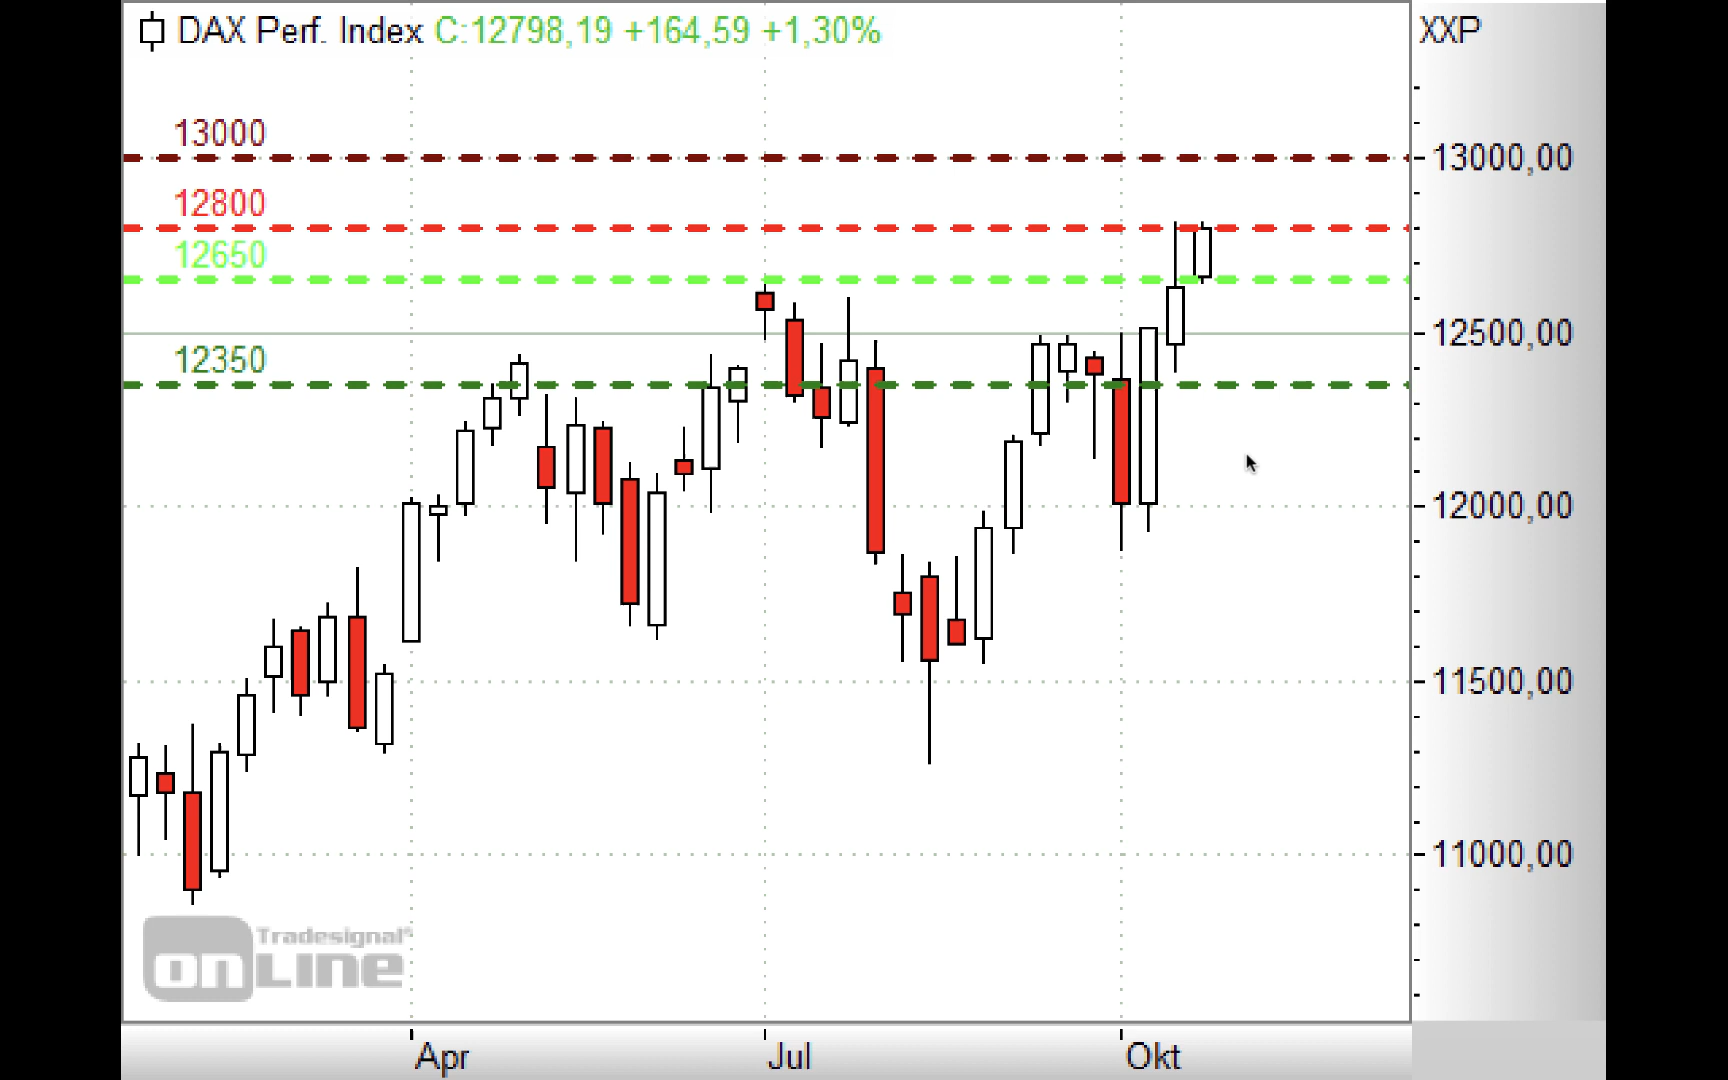 DAX Perf. Index C:12798,19 +164,59 +1,30%
XXP
13000
13000,00
12800
12650
12500,00
12350
12000,00
11500,00
11000,00
Tradesignal®
onLine
Apr
Jul
Okt